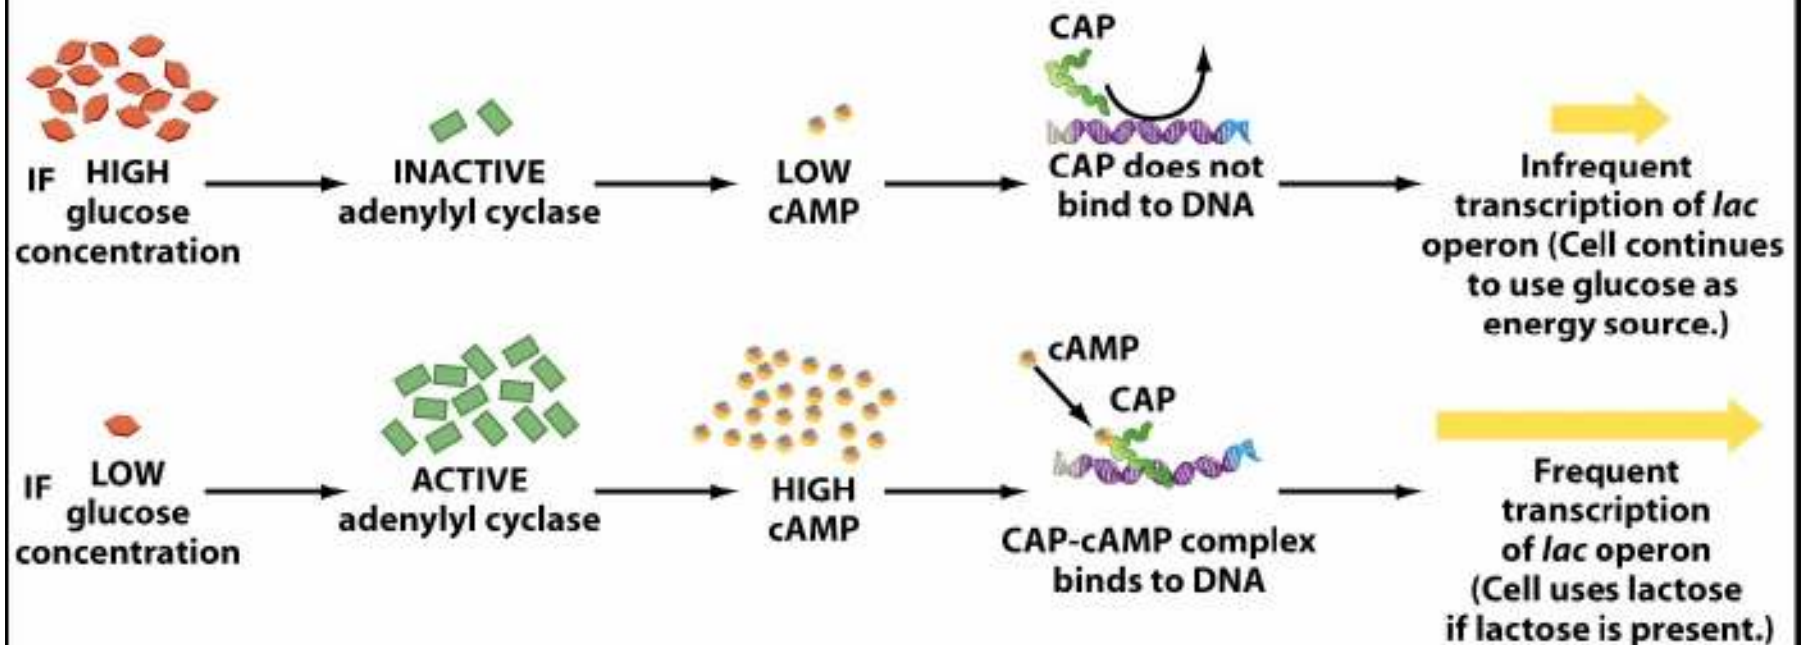 CAP
IF HIGH
glucose
concentration
INACTIVE
adenylyl cyclase
LOW
cAMP
CAP does not
bind to DNA
Infrequent
transcription of lac
operon (Cell continues
to use glucose as
energy source.)
IF LOW
glucose
concentration
ACTIVE
adenylyl cyclase
HIGH
cAMP
cAMP
CAP
CAP-cAMP complex
binds to DNA
Frequent
transcription
of lac operon
(Cell uses lactose
if lactose is present.)